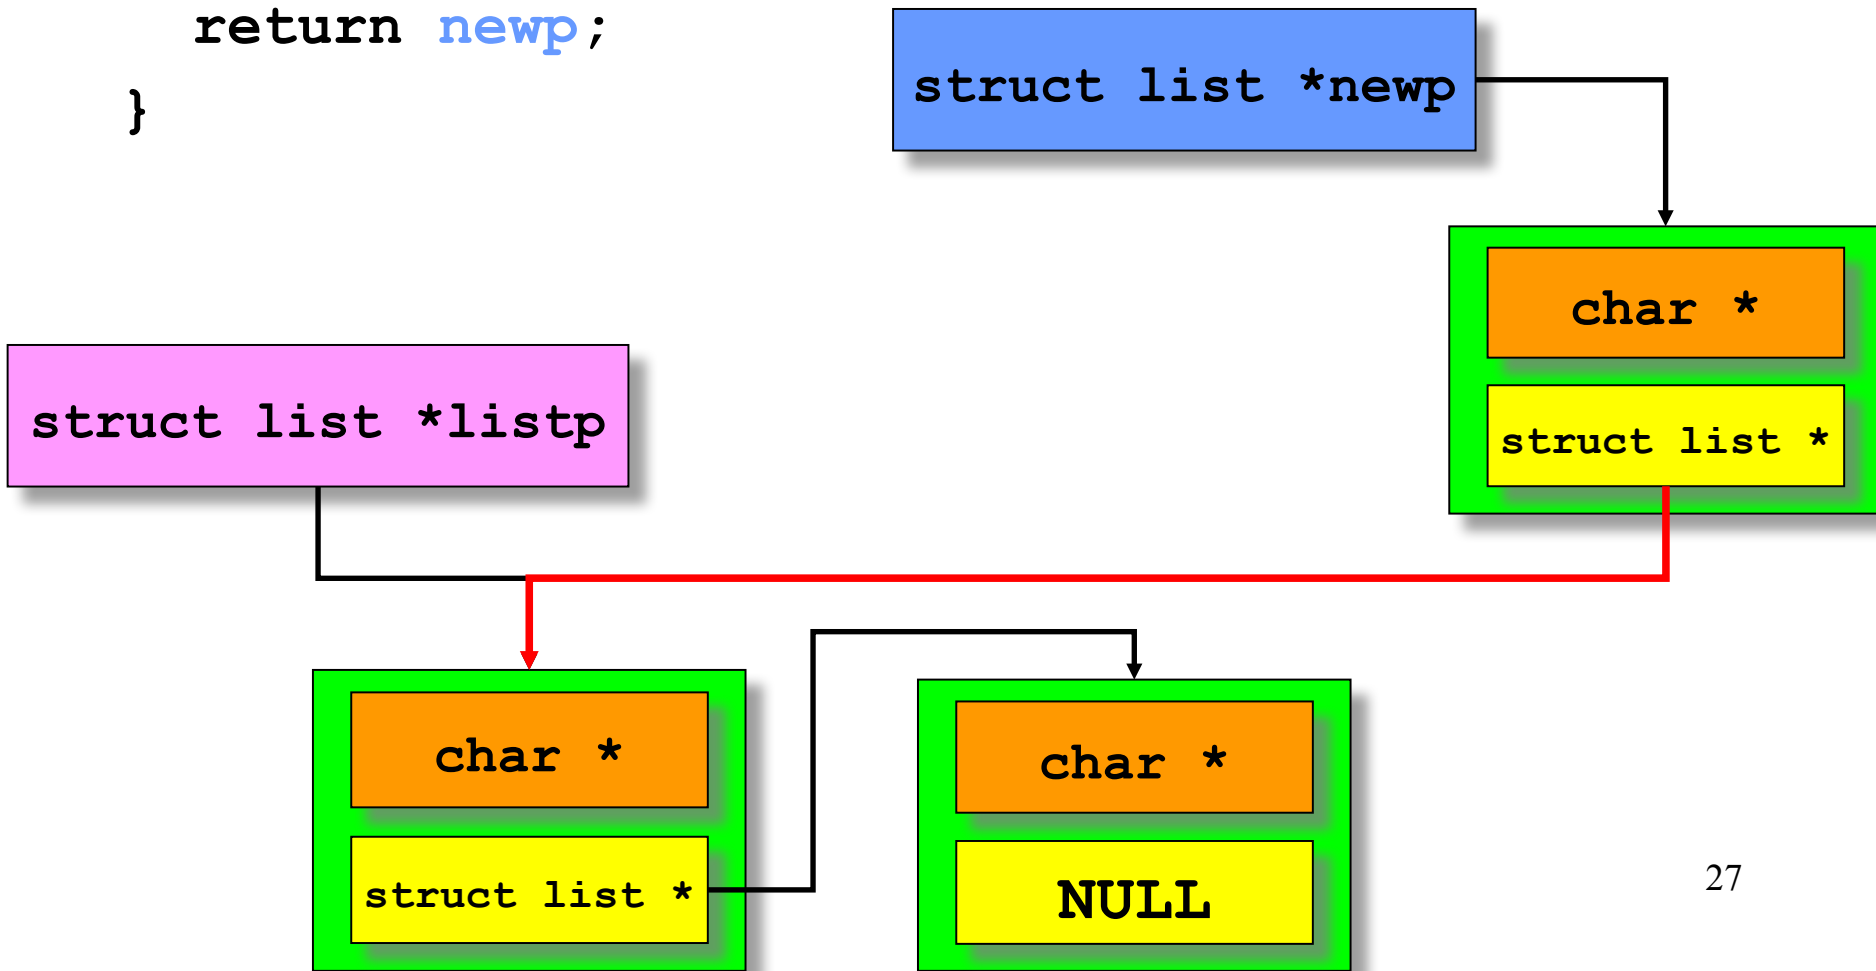 return newp;
}
struct list *newp
char *
struct list *
struct list *listp
char *
struct list *
char *
NULL
27